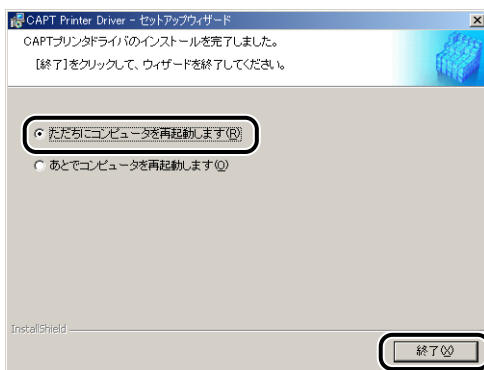 CAPT Printer Driver - セットアップウィザード
CAPTプリンタドライバのインストールを完了しました。
［終了］をクリックして、ウィザードを終了してください。
ただちにコンピュータを再起動します(R)
あとでコンピュータを再起動します(O)
InstallShield
終了(X)